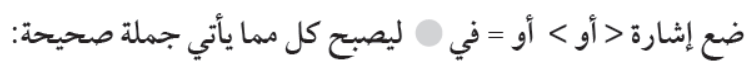 ضع إشارة < أو > أو = في ● ليصبح كل مما يأتي جملة صحيحة: